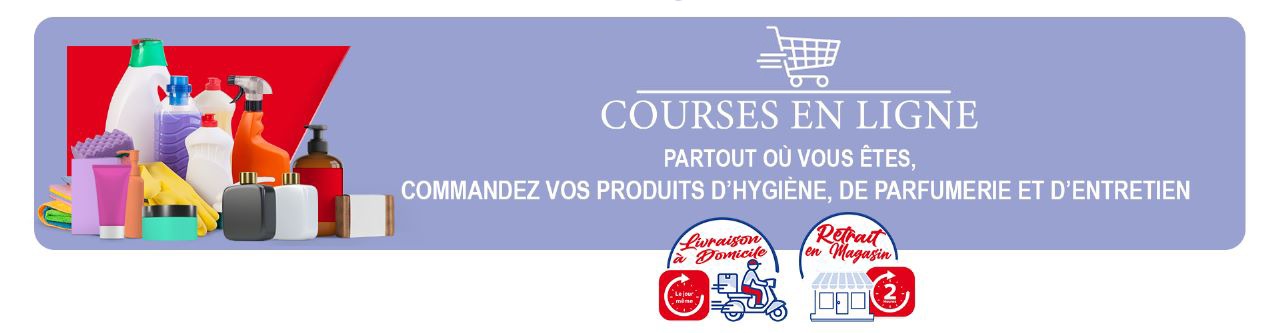 COURSES EN LIGNE
PARTOUT OÙ VOUS ÊTES,
COMMANDEZ VOS PRODUITS D'HYGIÈNE, DE PARFUMERIE ET D'ENTRETIEN
Livraison
à Domicile
Le jour
même
Retrait
en Magasin
2
Heures